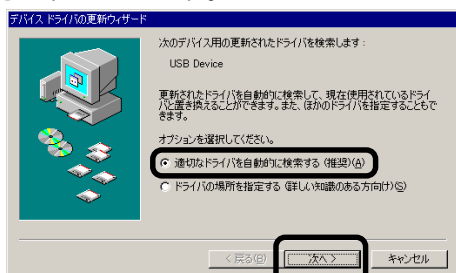 デバイス ドライバの更新ウィザード
次のデバイス用の更新されたドライバを検索します：
USB Device
更新されたドライバを自動的に検索して、現在使用されているドライ
バと置き換えることができます。また、ほかのドライバを指定することもで
きます。
オプションを選択してください。
適切なドライバを自動的に検索する（推奨）(A)
ドライバの場所を指定する（詳しい知識のある方向け）(S)
< 戻る(B)
次へ >
キャンセル